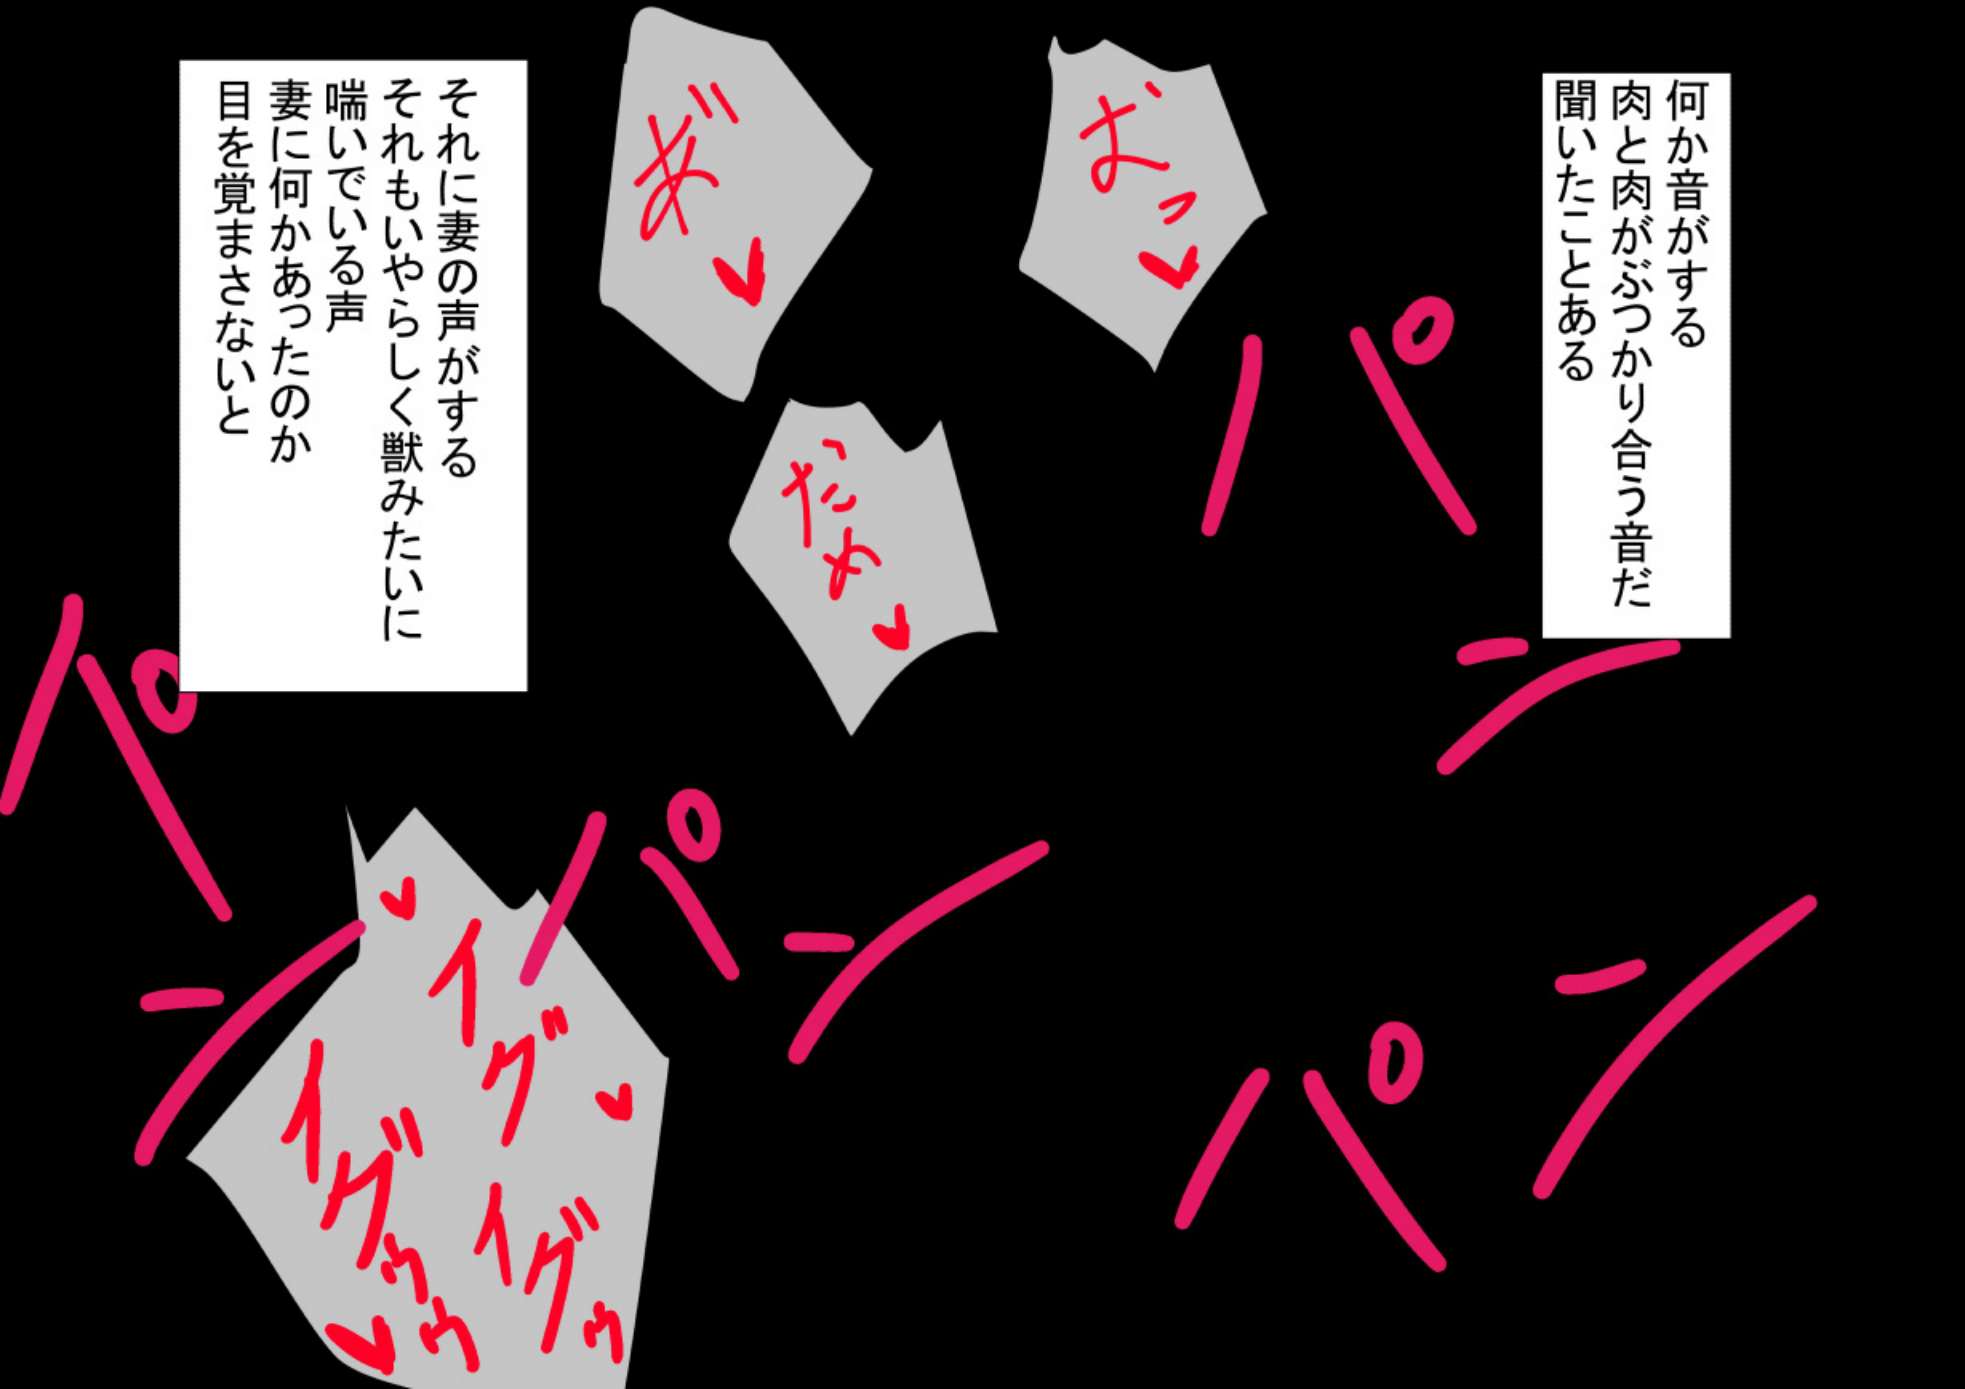 何か音がする
肉と肉がぶつかり合う音だ
聞いたことある
お゛っ♥
パン
あ゛♥
だめ♥
それに妻の声がする
それもいやらしく獣みたいに
喘いでいる声
妻に何かあったのか
目を覚まさないと
パン
パン
パン
♥イグ♥
イグゥゥ♥
イグゥ